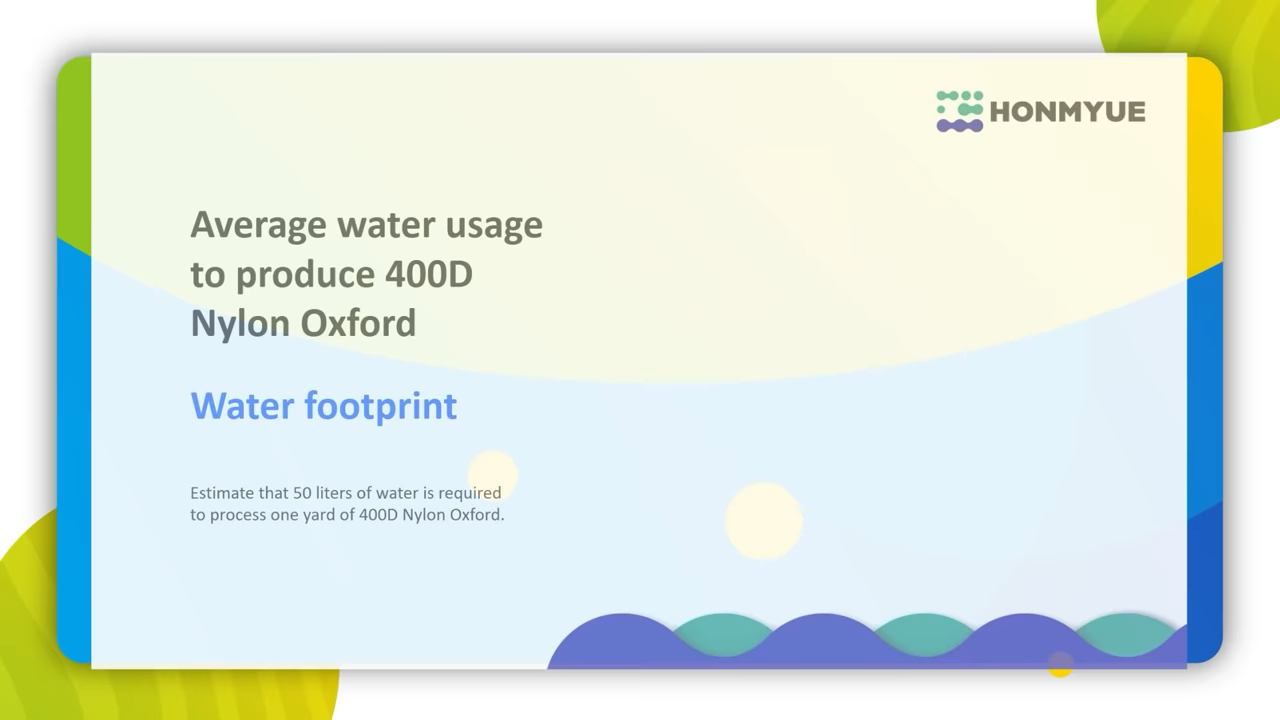 HONMYUE
Average water usage
to produce 400D
Nylon Oxford
Water footprint
Estimate that 50 liters of water is required
to process one yard of 400D Nylon Oxford.